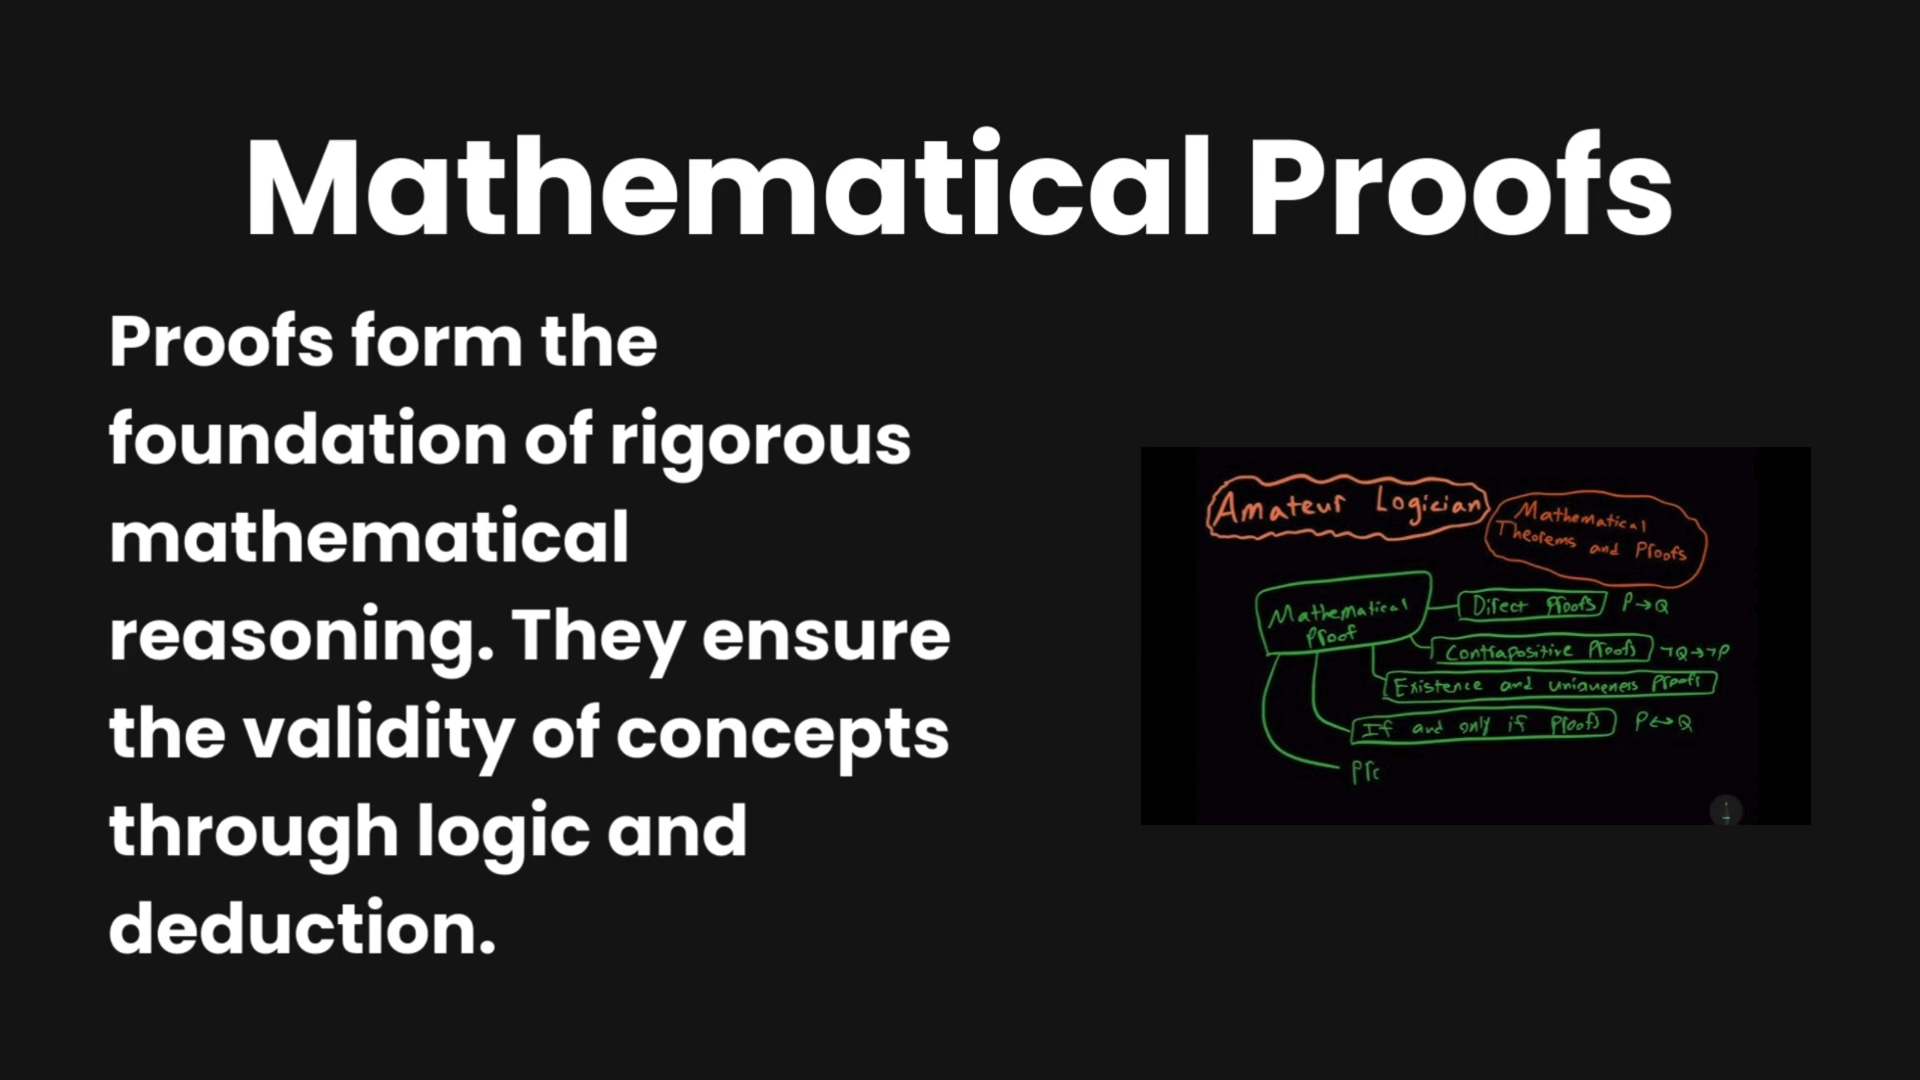 Mathematical Proofs
Proofs form the
foundation of rigorous
mathematical
reasoning. They ensure
the validity of concepts
through logic and
deduction.
Amateur Logician
Mathematical
Theorems and Proofs
Mathematical
Proof
Direct Proofs P→Q
Contrapositive Proofs ¬Q→¬P
Existence and uniqueness Proofs
If and only if Proofs P↔Q
Pr